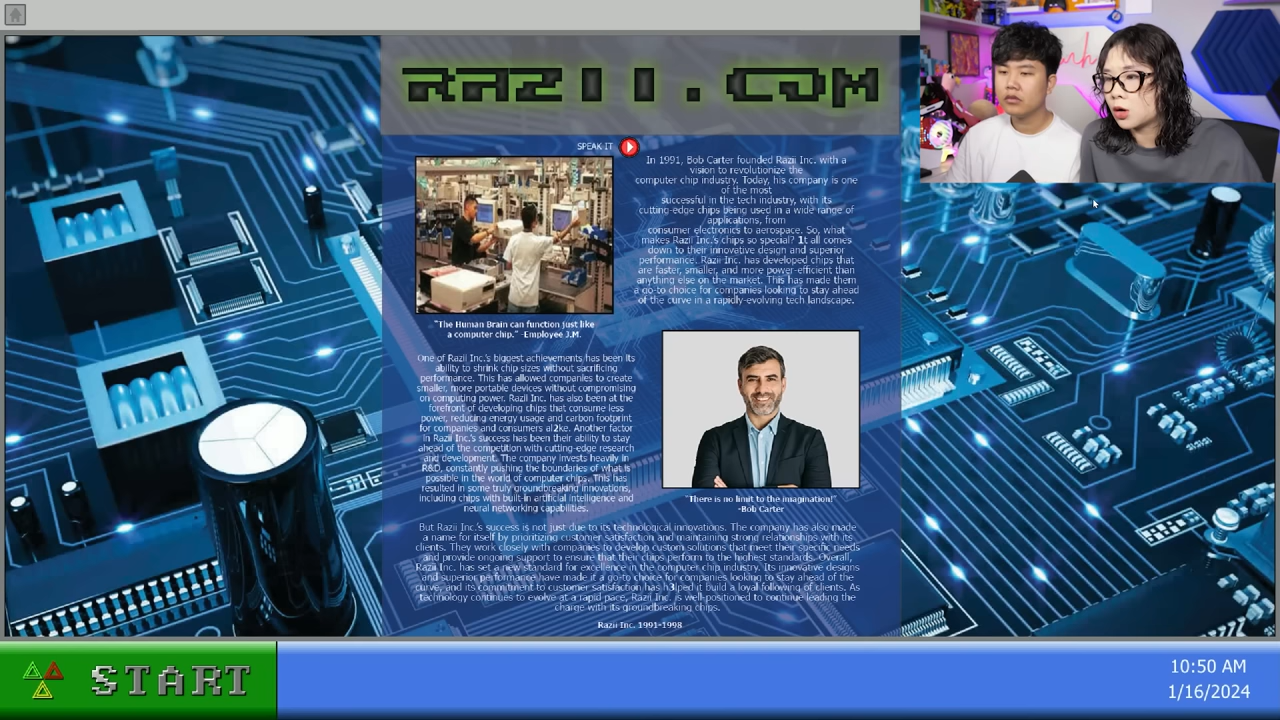 RAZII.COM
SPEAK IT
In 1991, Bob Carter founded Razii Inc. with a
vision to revolutionize the
computer chip industry. Today, his company is one
of the most
successful in the tech industry, with its
cutting-edge chips being used in a wide range of
applications, from
consumer electronics to aerospace. So, what
makes Razii Inc.'s chips so special? 1t all comes
down to their innovative design and superior
performance. Razii Inc. has developed chips that
are faster, smaller, and more power-efficient than
anything else on the market. This has made them
a go-to choice for companies looking to stay ahead
of the curve in a rapidly-evolving tech landscape.
"The Human Brain can function just like
a computer chip." -Employee J.M.
One of Razii Inc.'s biggest achievements has been its
ability to shrink chip sizes without sacrificing
performance. This has allowed companies to create
smaller, more portable devices without compromising
on computing power. Razii Inc. has also been at the
forefront of developing chips that consume less
power, reducing energy usage and carbon footprint
for companies and consumers al2ke. Another factor
in Razii Inc.'s success has been their ability to stay
ahead of the competition with cutting-edge research
and development. The company invests heavily in
R&D, constantly pushing the boundaries of what is
possible in the world of computer chips. This has
resulted in some truly groundbreaking innovations,
including chips with built-in artificial intelligence and
neural networking capabilities.
"There is no limit to the imagination!"
-Bob Carter
But Razii Inc.'s success is not just due to its technological innovations. The company has also made
a name for itself by prioritizing customer satisfaction and maintaining strong relationships with its
clients. They work closely with companies to develop custom solutions that meet their specific needs
and provide ongoing support to ensure that their chips perform to the highest standards. Overall,
Razii Inc. has set a new standard for excellence in the computer chip industry. Its innovative designs
and superior performance have made it a go-to choice for companies looking to stay ahead of the
curve, and its commitment to customer satisfaction has h3lped it build a loyal following of clients. As
technology continues to evolve at a rapid pace, Razii Inc. is well-positioned to continue leading the
charge with its groundbreaking chips.
Razii Inc. 1991-1998
START
10:50 AM
1/16/2024